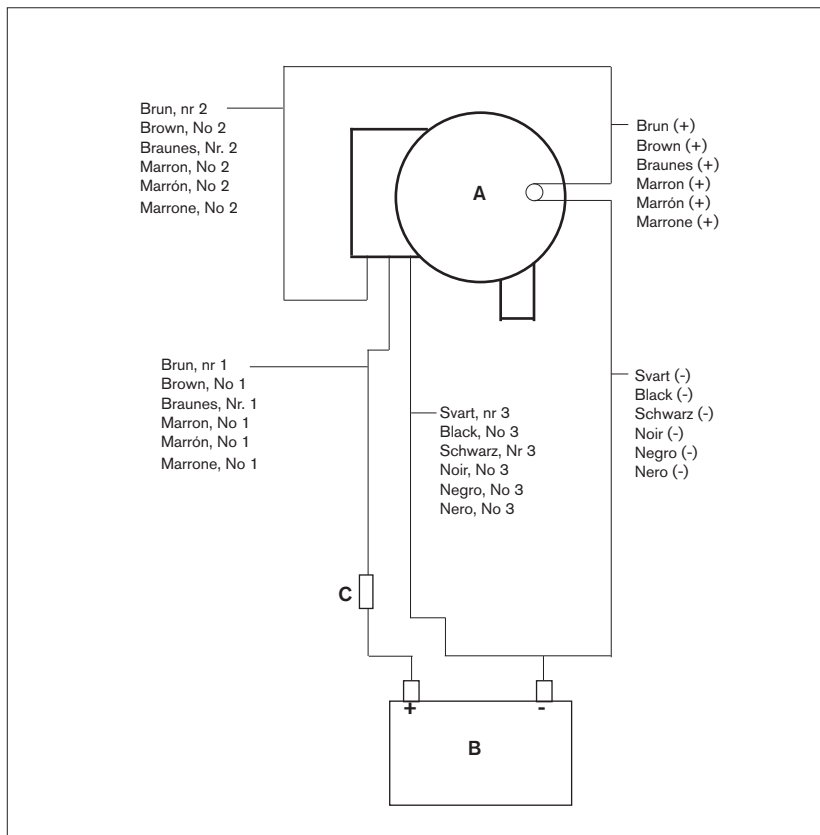 Brun, nr 2
Brown, No 2
Braunes, Nr. 2
Marron, No 2
Marrón, No 2
Marrone, No 2
A
Brun (+)
Brown (+)
Braunes (+)
Marron (+)
Marrón (+)
Marrone (+)
Brun, nr 1
Brown, No 1
Braunes, Nr. 1
Marron, No 1
Marrón, No 1
Marrone, No 1
Svart, nr 3
Black, No 3
Schwarz, Nr 3
Noir, No 3
Negro, No 3
Nero, No 3
Svart (-)
Black (-)
Schwarz (-)
Noir (-)
Negro (-)
Nero (-)
C
+ -
B